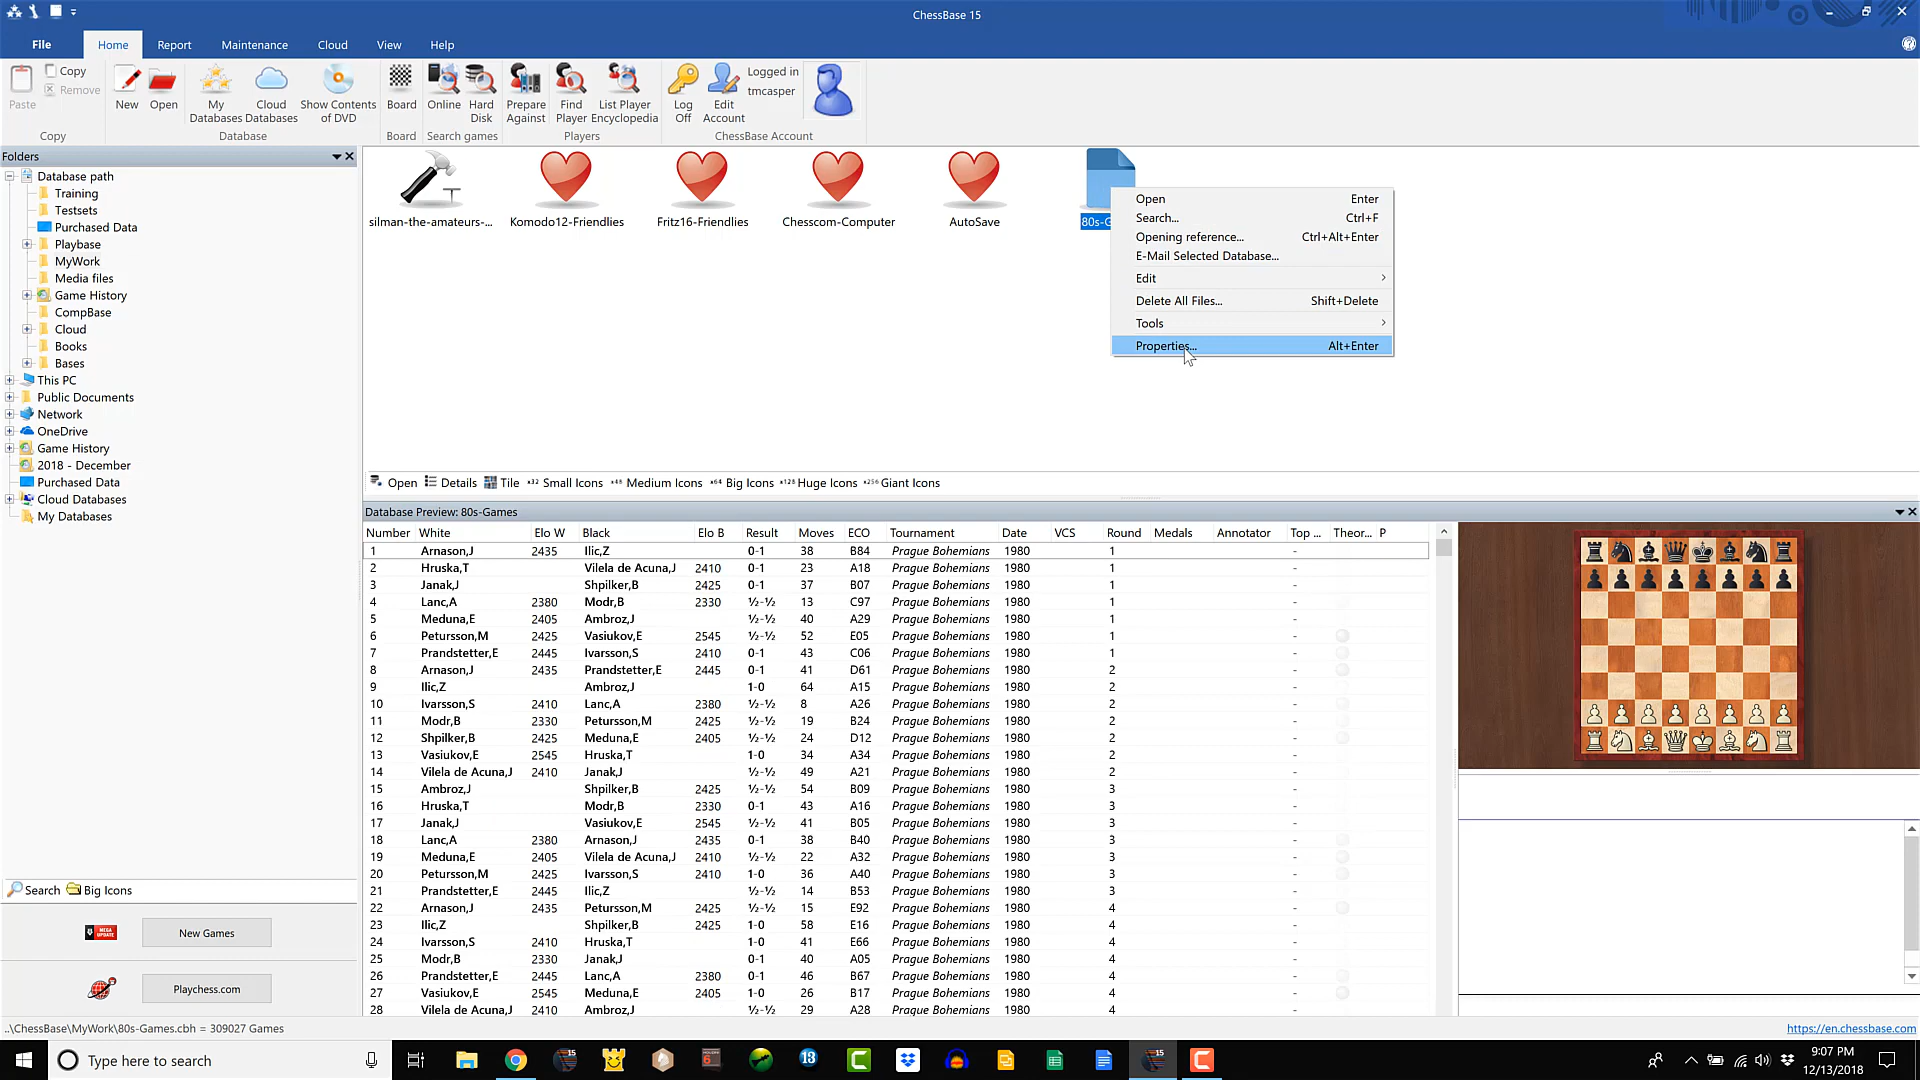 ChessBase 15
File Home Report Maintenance Cloud View Help
Paste Copy Remove
Copy
New Open My Databases Cloud Databases Show Contents of DVD
Database
Board
Board
Online Hard Disk
Search games
Prepare Against Find Player List Player Encyclopedia
Players
Log Off Edit Account Logged in tmcasper
ChessBase Account
Folders
Database path
Training
Testsets
Purchased Data
Playbase
MyWork
Media files
Game History
CompBase
Cloud
Books
Bases
This PC
Public Documents
Network
OneDrive
Game History
2018 - December
Purchased Data
Cloud Databases
My Databases
Search Big Icons
MEGA UPDATE New Games
Playchess.com
silman-the-amateurs-... Komodo12-Friendlies Fritz16-Friendlies Chesscom-Computer AutoSave 80s-G
Open Enter
Search... Ctrl+F
Opening reference... Ctrl+Alt+Enter
E-Mail Selected Database...
Edit
Delete All Files... Shift+Delete
Tools
Properties... Alt+Enter
Open Details Tile x32 Small Icons x48 Medium Icons x64 Big Icons x128 Huge Icons x256 Giant Icons
Database Preview: 80s-Games
Number White Elo W Black Elo B Result Moves ECO Tournament Date VCS Round Medals Annotator Top ... Theor... P
1 Arnason,J 2435 Ilic,Z 0-1 38 B84 Prague Bohemians 1980 1 -
2 Hruska,T Vilela de Acuna,J 2410 0-1 23 A18 Prague Bohemians 1980 1 -
3 Janak,J Shpilker,B 2425 0-1 37 B07 Prague Bohemians 1980 1 -
4 Lanc,A 2380 Modr,B 2330 ½-½ 13 C97 Prague Bohemians 1980 1 -
5 Meduna,E 2405 Ambroz,J ½-½ 40 A29 Prague Bohemians 1980 1 -
6 Petursson,M 2425 Vasiukov,E 2545 ½-½ 52 E05 Prague Bohemians 1980 1 -
7 Prandstetter,E 2445 Ivarsson,S 2410 0-1 43 C06 Prague Bohemians 1980 1 -
8 Arnason,J 2435 Prandstetter,E 2445 0-1 41 D61 Prague Bohemians 1980 2 -
9 Ilic,Z Ambroz,J 1-0 64 A15 Prague Bohemians 1980 2 -
10 Ivarsson,S 2410 Lanc,A 2380 ½-½ 8 A26 Prague Bohemians 1980 2 -
11 Modr,B 2330 Petursson,M 2425 ½-½ 19 B24 Prague Bohemians 1980 2 -
12 Shpilker,B 2425 Meduna,E 2405 ½-½ 24 D12 Prague Bohemians 1980 2 -
13 Vasiukov,E 2545 Hruska,T 1-0 34 A34 Prague Bohemians 1980 2 -
14 Vilela de Acuna,J 2410 Janak,J ½-½ 49 A21 Prague Bohemians 1980 2 -
15 Ambroz,J Shpilker,B 2425 ½-½ 54 B09 Prague Bohemians 1980 3 -
16 Hruska,T Modr,B 2330 0-1 43 A16 Prague Bohemians 1980 3 -
17 Janak,J Vasiukov,E 2545 ½-½ 41 B05 Prague Bohemians 1980 3 -
18 Lanc,A 2380 Arnason,J 2435 0-1 38 B40 Prague Bohemians 1980 3 -
19 Meduna,E 2405 Vilela de Acuna,J 2410 ½-½ 22 A32 Prague Bohemians 1980 3 -
20 Petursson,M 2425 Ivarsson,S 2410 1-0 36 A40 Prague Bohemians 1980 3 -
21 Prandstetter,E 2445 Ilic,Z ½-½ 14 B53 Prague Bohemians 1980 3 -
22 Arnason,J 2435 Petursson,M 2425 ½-½ 15 E92 Prague Bohemians 1980 4 -
23 Ilic,Z Shpilker,B 2425 1-0 58 E16 Prague Bohemians 1980 4 -
24 Ivarsson,S 2410 Hruska,T 1-0 41 E66 Prague Bohemians 1980 4 -
25 Modr,B 2330 Janak,J 0-1 40 A05 Prague Bohemians 1980 4 -
26 Prandstetter,E 2445 Lanc,A 2380 1-0 46 B67 Prague Bohemians 1980 4 -
27 Vasiukov,E 2545 Meduna,E 2405 1-0 26 B17 Prague Bohemians 1980 4 -
28 Vilela de Acuna,J 2410 Ambroz,J ½-½ 29 A28 Prague Bohemians 1980 4 -
..\ChessBase\MyWork\80s-Games.cbh = 309027 Games
https://en.chessbase.com
Type here to search
15 6 13 15
9:07 PM
12/13/2018